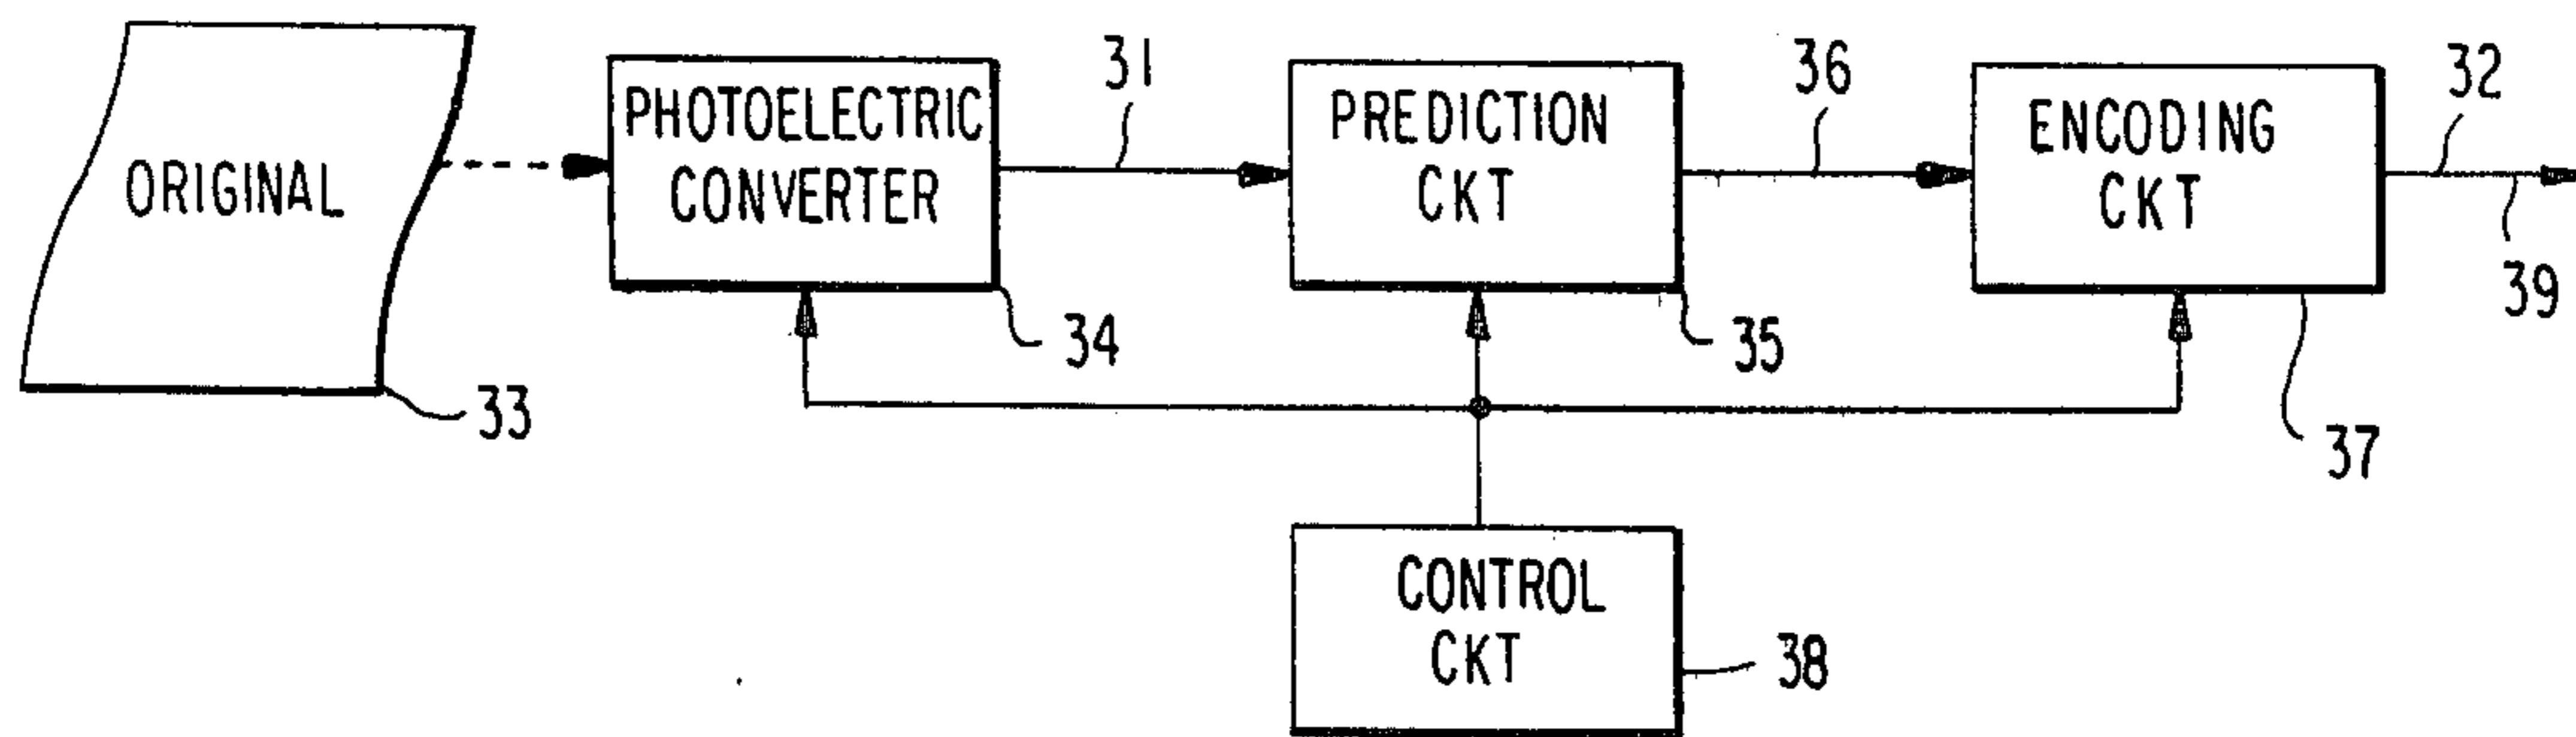 ORIGINAL
33
PHOTOELECTRIC
CONVERTER
34
31
PREDICTION
CKT
35
36
ENCODING
CKT
37
32
39
CONTROL
CKT
38